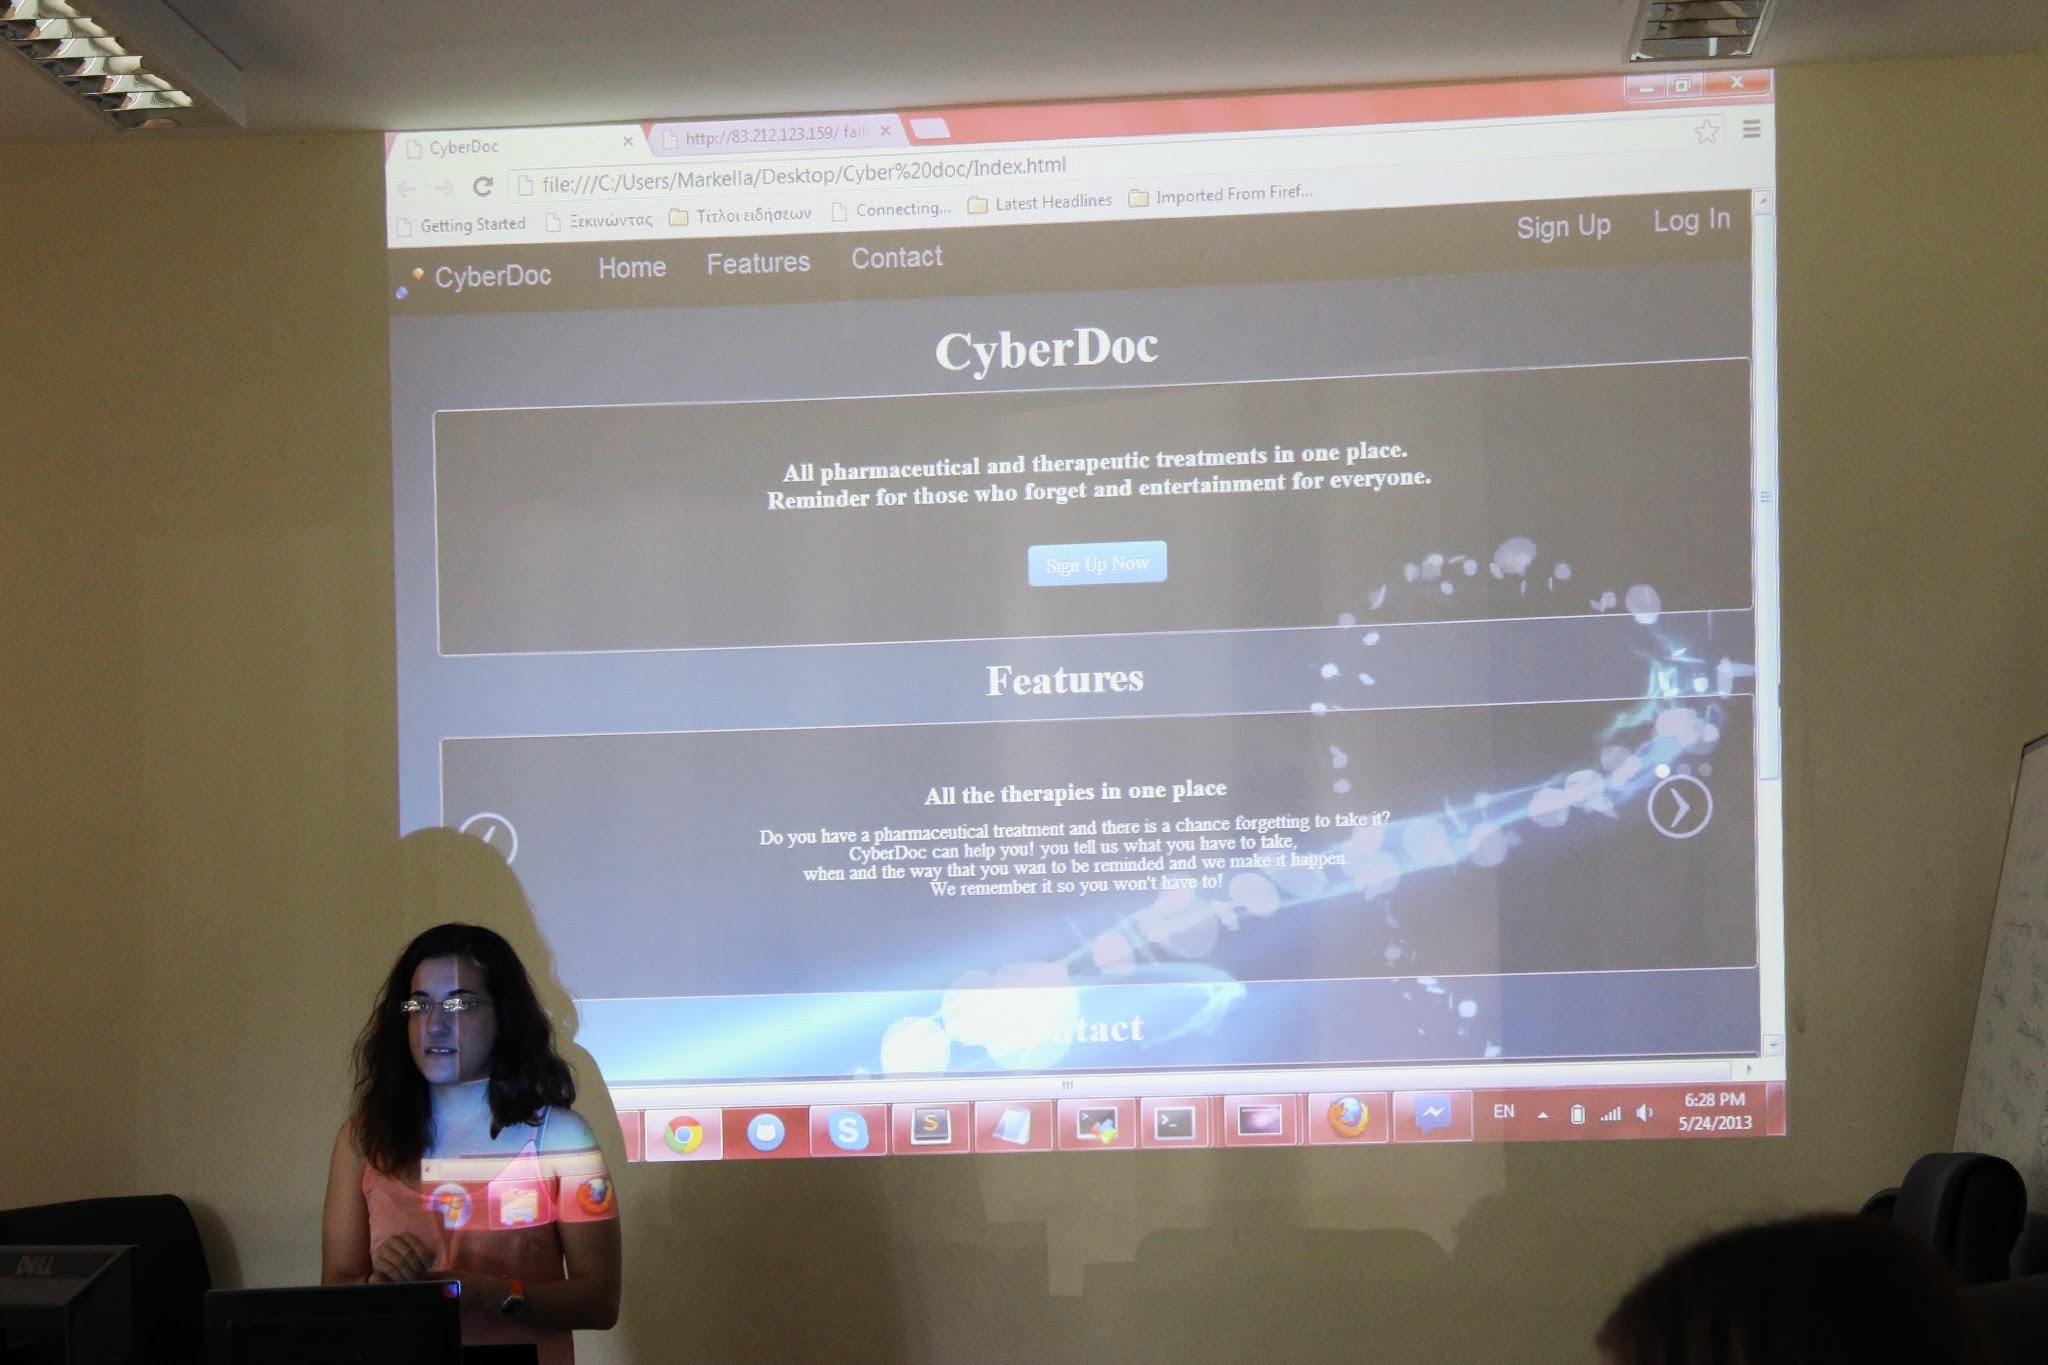 CyberDoc
http://83.212.123.159/ fail
file:///C:/Users/Markella/Desktop/Cyber%20doc/Index.html
Getting Started
Ξεκινώντας
Τίτλοι ειδήσεων
Connecting...
Latest Headlines
Imported From Firef...
CyberDoc
Home
Features
Contact
Sign Up
Log In
CyberDoc
All pharmaceutical and therapeutic treatments in one place.
Reminder for those who forget and entertainment for everyone.
Sign Up Now
Features
All the therapies in one place
Do you have a pharmaceutical treatment and there is a chance forgetting to take it?
CyberDoc can help you! you tell us what you have to take,
when and the way that you wan to be reminded and we make it happen.
We remember it so you won't have to!
Contact
EN
6:28 PM
5/24/2013
DELL